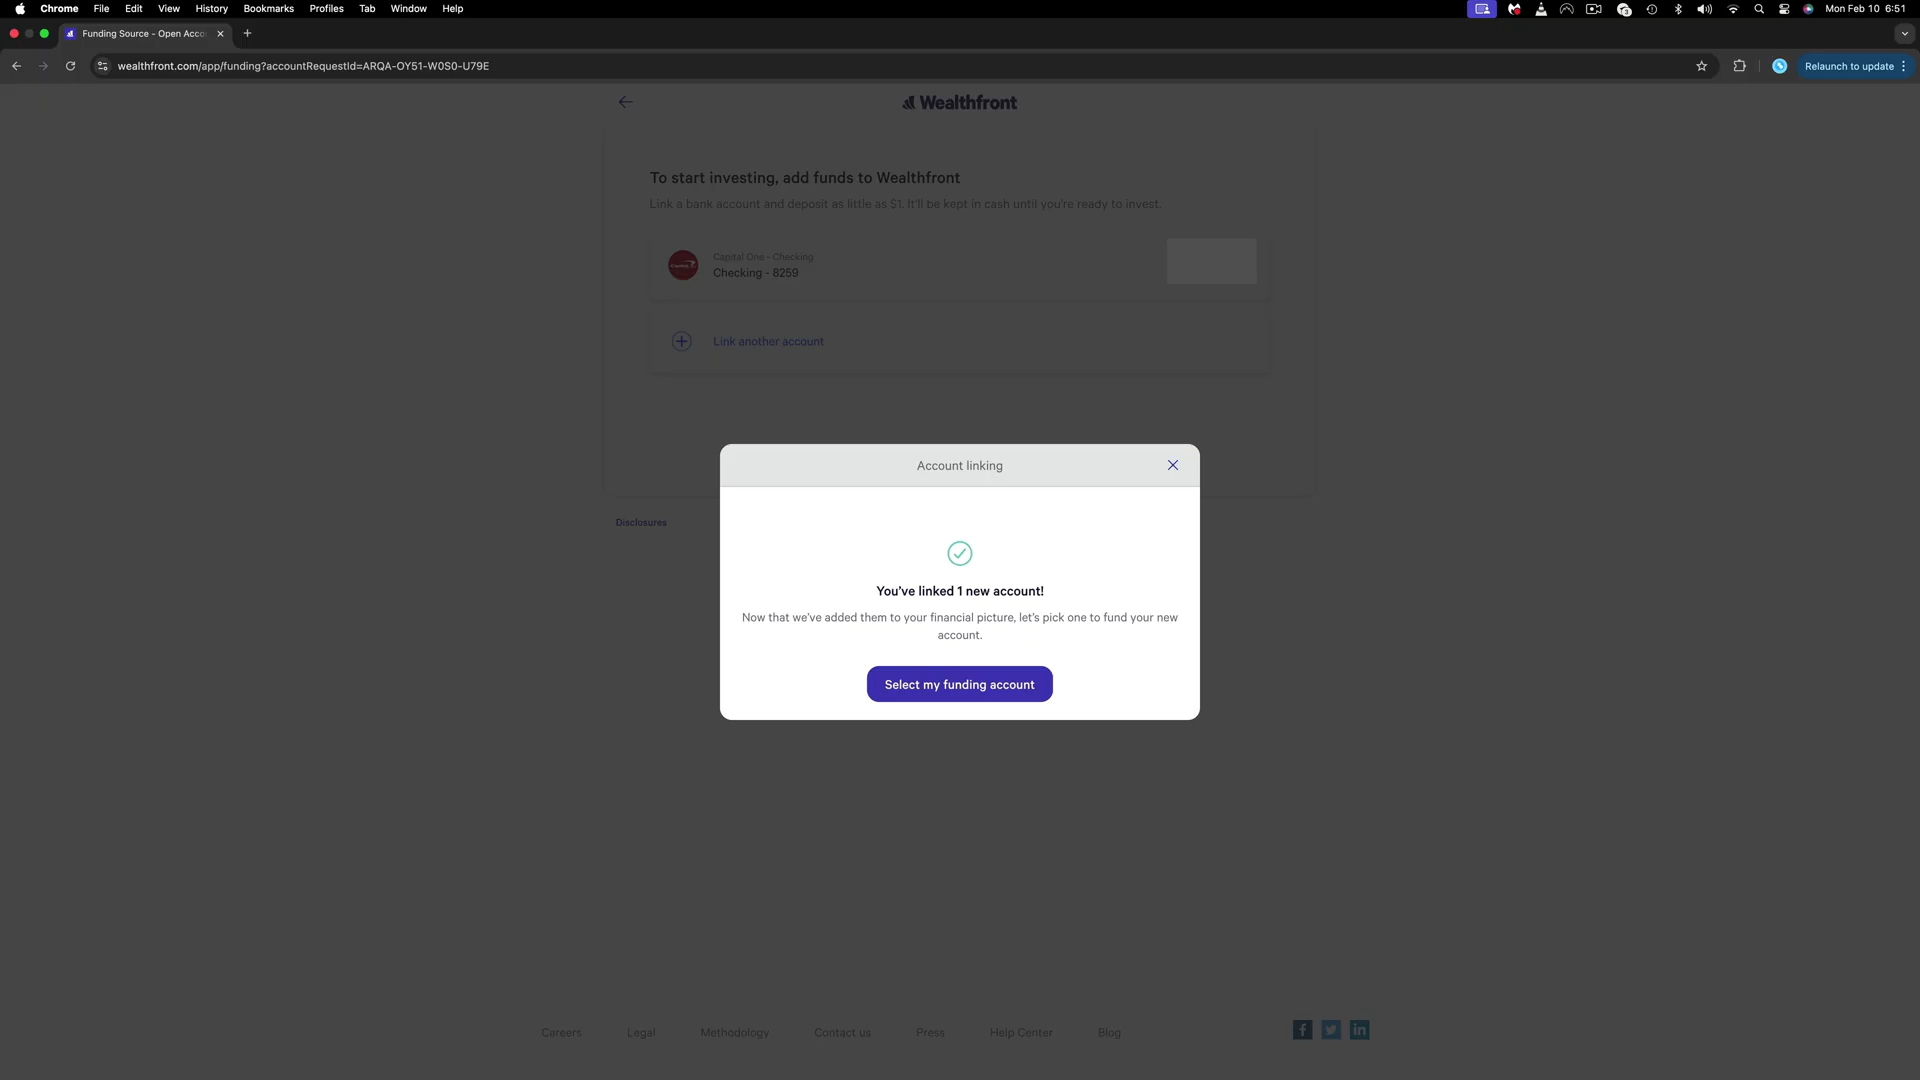 Chrome File Edit View History Bookmarks Profiles Tab Window Help
Mon Feb 10 6:51
Funding Source - Open Acco
wealthfront.com/app/funding?accountRequestId=ARQA-OY51-W0S0-U79E
Relaunch to update
Wealthfront
To start investing, add funds to Wealthfront
Link a bank account and deposit as little as $1. It'll be kept in cash until you're ready to invest.
Capital One - Checking
Checking - 8259
Link another account
Account linking
Disclosures
You've linked 1 new account!
Now that we've added them to your financial picture, let's pick one to fund your new
account.
Select my funding account
Careers Legal Methodology Contact us Press Help Center Blog